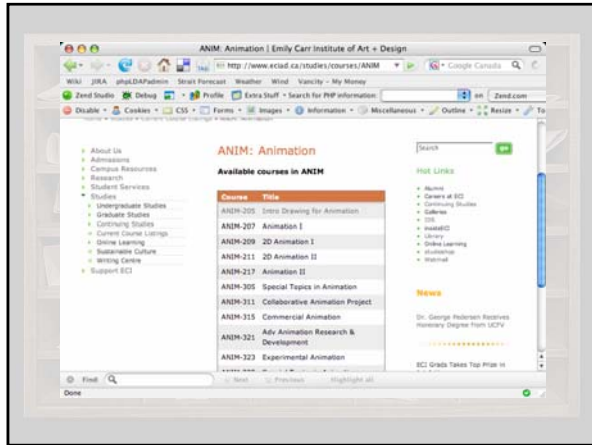 ANIM: Animation | Emily Carr Institute of Art + Design
http://www.eciad.ca/studies/courses/ANIM
Google Canada
Wiki JIRA phpLDAPadmin Strait Forecast Weather Wind Vancity - My Money
Zend Studio Debug Profile Extra Stuff Search for PHP information: on Zend.com
Disable Cookies CSS Forms Images Information Miscellaneous Outline Resize To
About Us
Admissions
Campus Resources
Research
Student Services
Studies
Undergraduate Studies
Graduate Studies
Continuing Studies
Current Course Listings
Online Learning
Sustainable Culture
Writing Centre
Support ECI
ANIM: Animation
Available courses in ANIM
Course Title
ANIM-205 Intro Drawing for Animation
ANIM-207 Animation I
ANIM-209 2D Animation I
ANIM-211 2D Animation II
ANIM-217 Animation II
ANIM-305 Special Topics in Animation
ANIM-311 Collaborative Animation Project
ANIM-315 Commercial Animation
ANIM-321 Adv Animation Research &
Development
ANIM-323 Experimental Animation
Search go
Hot Links
Alumni
Careers at ECI
Continuing Studies
Galleries
IDS
insideECI
Library
Online Learning
studioshop
Webmail
News
Dr. George Pedersen Receives
Honorary Degree from UCFV
ECI Grads Takes Top Prize in
Find Next Previous Highlight all
Done